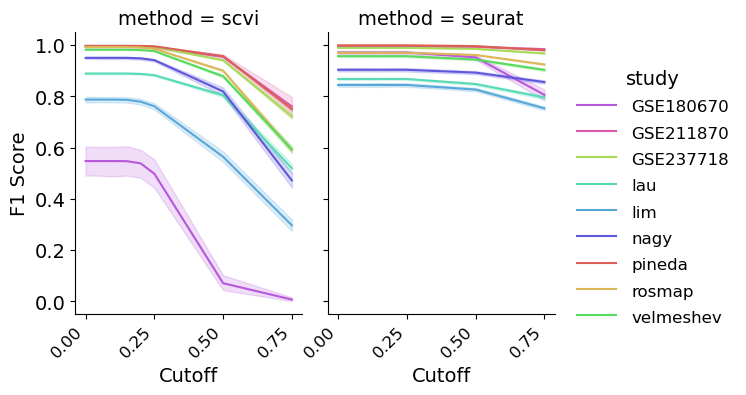 method = scvi
method = seurat
F1 Score
1.0
0.8
0.6
0.4
0.2
0.0
0.00
0.25
0.50
0.75
Cutoff
0.00
0.25
0.50
0.75
Cutoff
study
GSE180670
GSE211870
GSE237718
lau
lim
nagy
pineda
rosmap
velmeshev